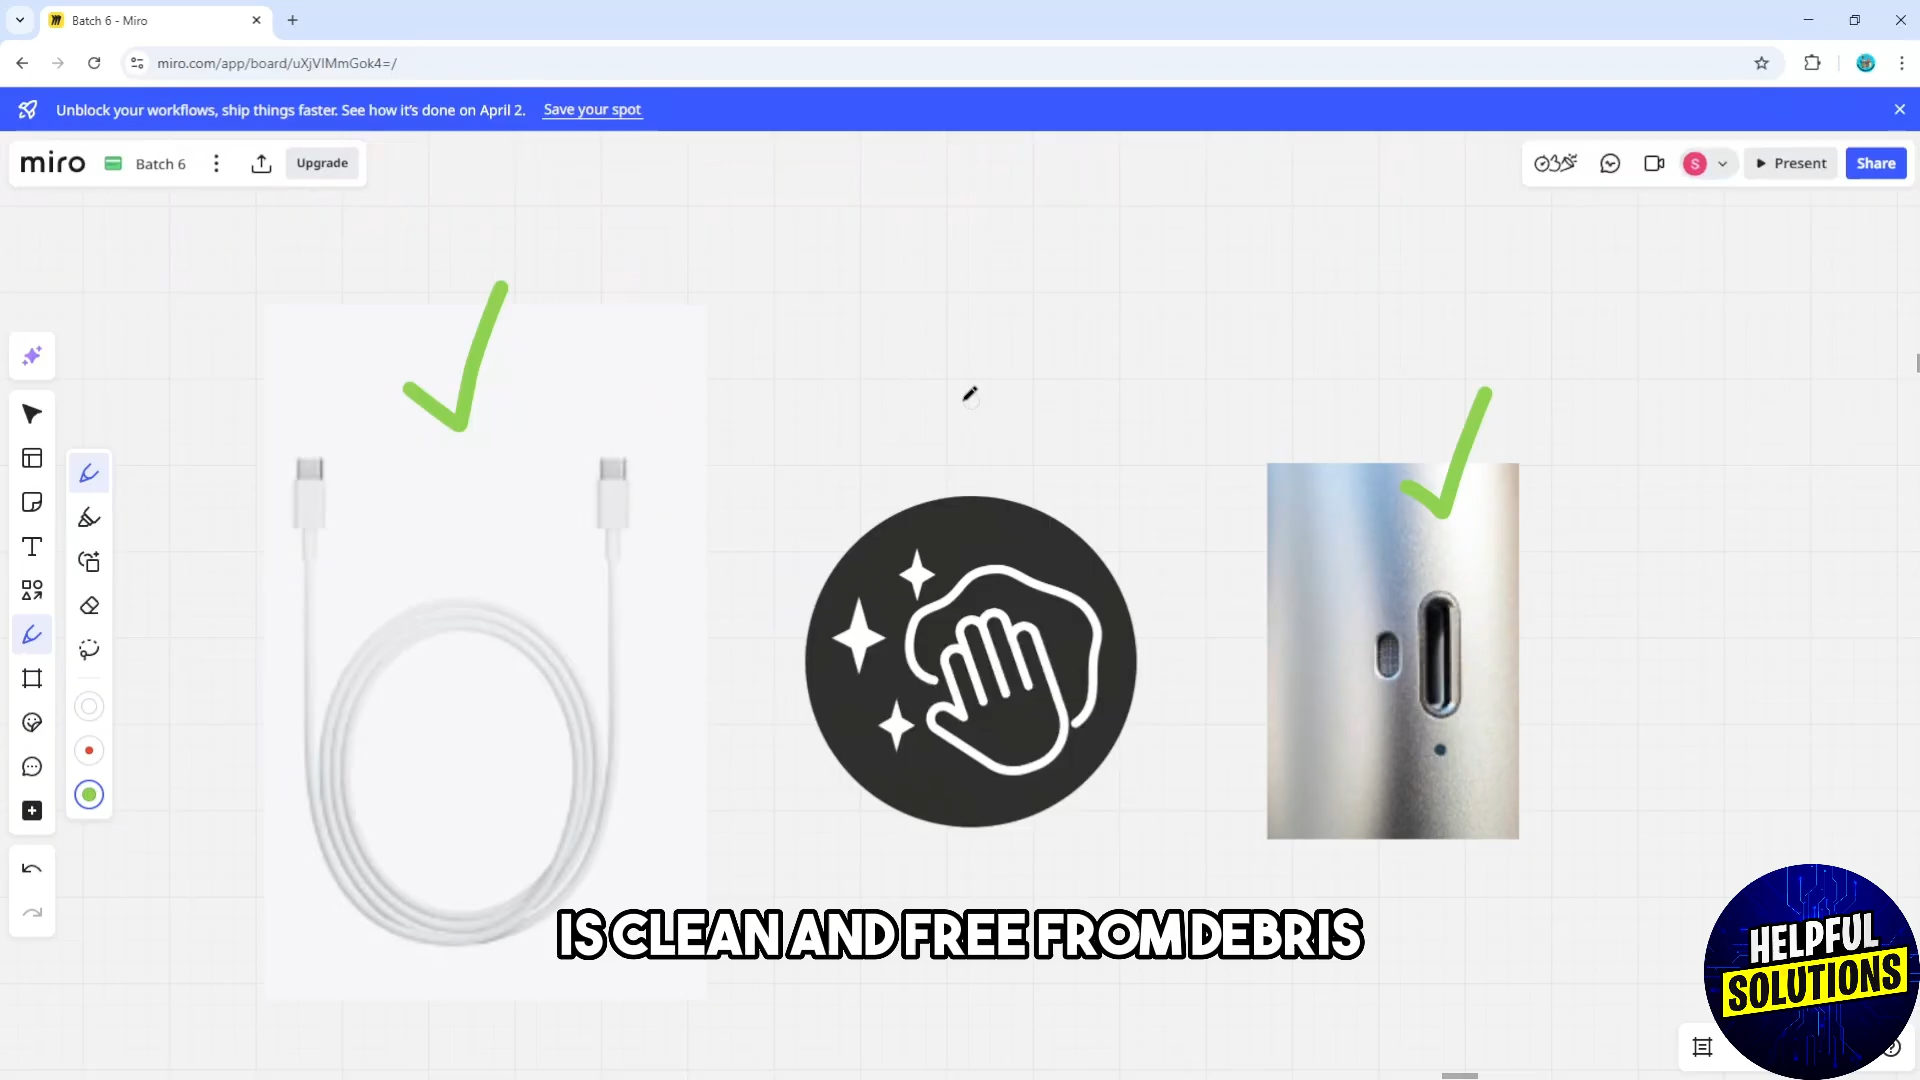 Batch 6 - Miro
miro.com/app/board/uXjVIMmGok4=/
Unblock your workflows, ship things faster. See how it's done on April 2. Save your spot
miro Batch 6 Upgrade
S Present Share
IS CLEAN AND FREE FROM DEBRIS
HELPFUL
SOLUTIONS